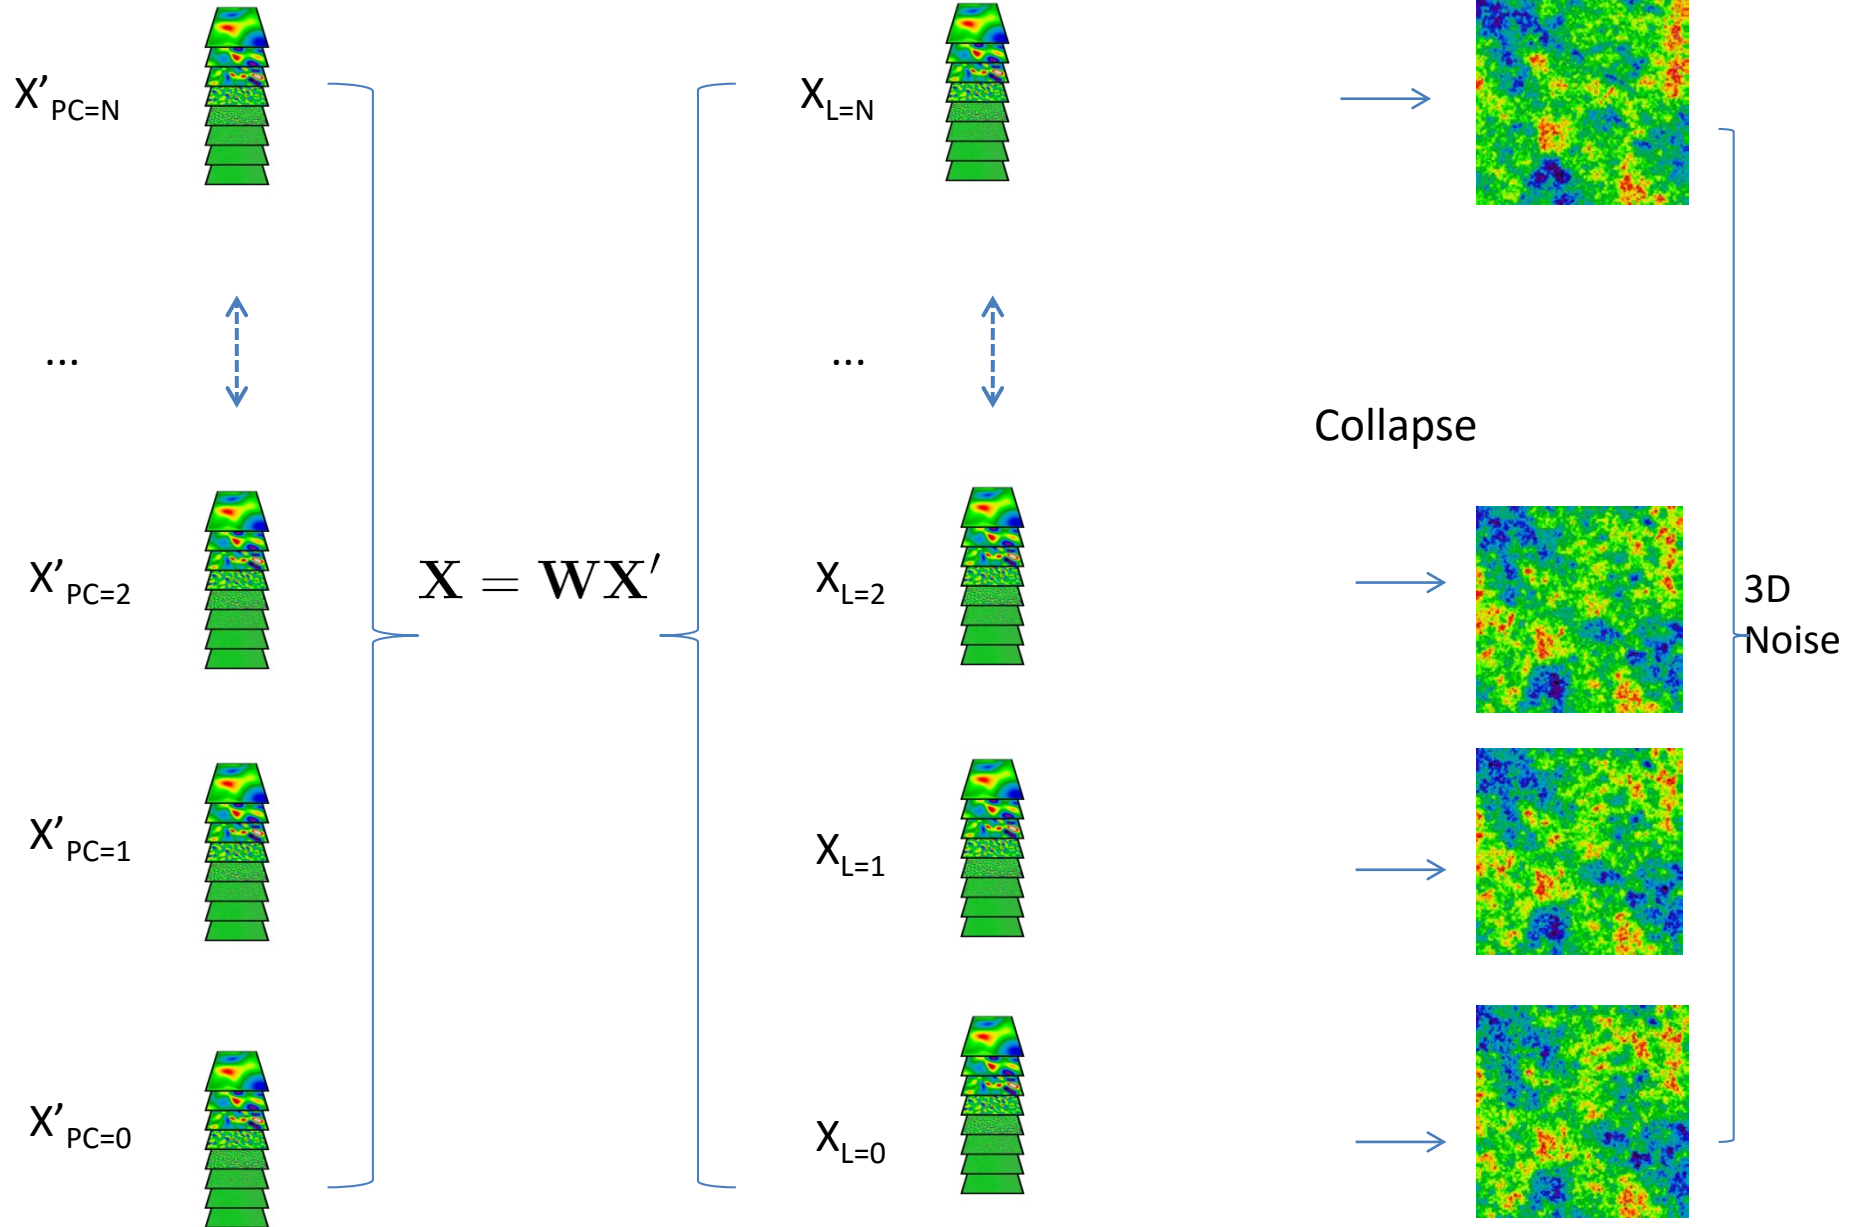 X’PC=N
XL=N
...
...
Collapse
X’PC=2
X = WX′
XL=2
3D
Noise
X’PC=1
XL=1
X’PC=0
XL=0